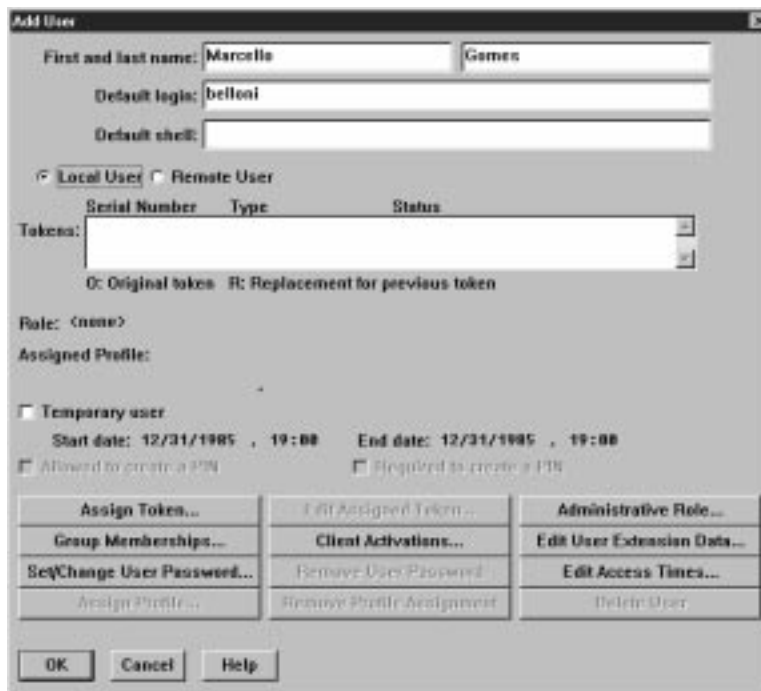 Add User
First and last name: Marcello Gomes
Default login: belloni
Default shell:
Local User Remote User
Serial Number Type Status
Tokens:
O: Original token R: Replacement for previous token
Role: <none>
Assigned Profile:
Temporary user
Start date: 12/31/1985 , 19:00 End date: 12/31/1985 , 19:00
Allowed to create a PIN Required to create a PIN
Assign Token... Edit Assigned Token... Administrative Role...
Group Memberships... Client Activations... Edit User Extension Data...
Set/Change User Password... Remove User Password Edit Access Times...
Assign Profile... Remove Profile Assignment Delete User
OK Cancel Help